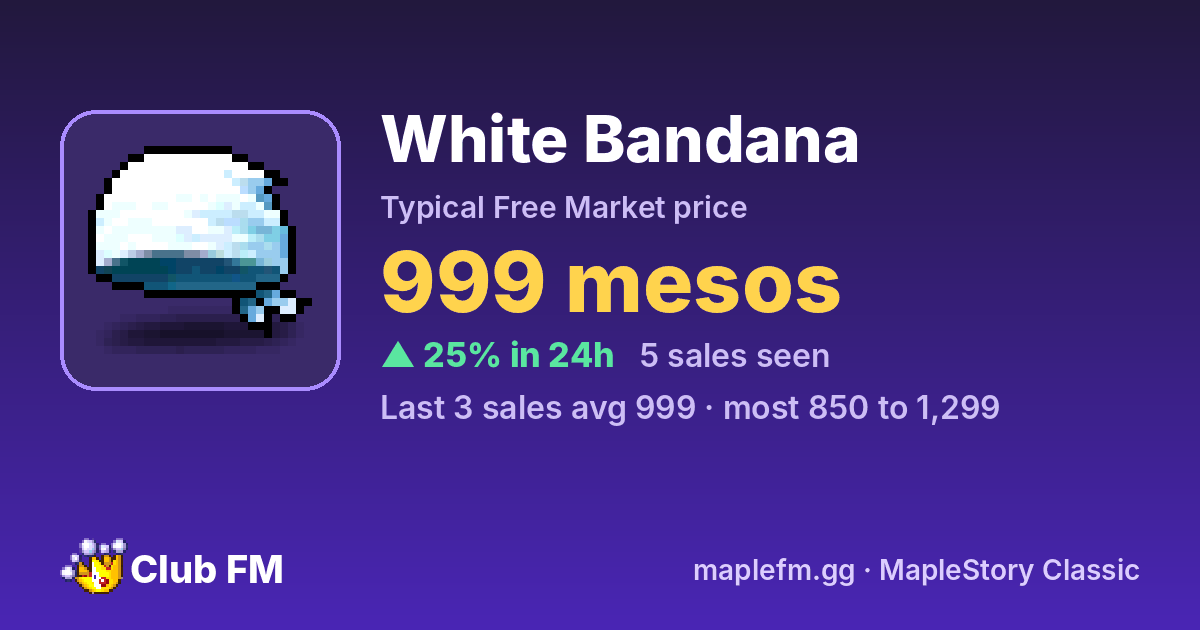 White Bandana
Typical Free Market price
999 mesos
▲ 25% in 24h 5 sales seen
Last 3 sales avg 999 · most 850 to 1,299
Club FM
maplefm.gg · MapleStory Classic